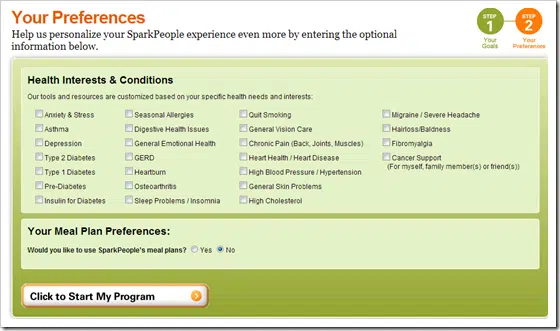 Your Preferences
Help us personalize your SparkPeople experience even more by entering the optional
information below.
STEP
1
Your
Goals
STEP
2
Your
Preferences
Health Interests & Conditions
Our tools and resources are customized based on your specific health needs and interests:
Anxiety & Stress
Asthma
Depression
Type 2 Diabetes
Type 1 Diabetes
Pre-Diabetes
Insulin for Diabetes
Seasonal Allergies
Digestive Health Issues
General Emotional Health
GERD
Heartburn
Osteoarthritis
Sleep Problems / Insomnia
Quit Smoking
General Vision Care
Chronic Pain (Back, Joints, Muscles)
Heart Health / Heart Disease
High Blood Pressure / Hypertension
General Skin Problems
High Cholesterol
Migraine / Severe Headache
Hairloss/Baldness
Fibromyalgia
Cancer Support
(For myself, family member(s) or friend(s))
Your Meal Plan Preferences:
Would you like to use SparkPeople's meal plans? Yes No
Click to Start My Program